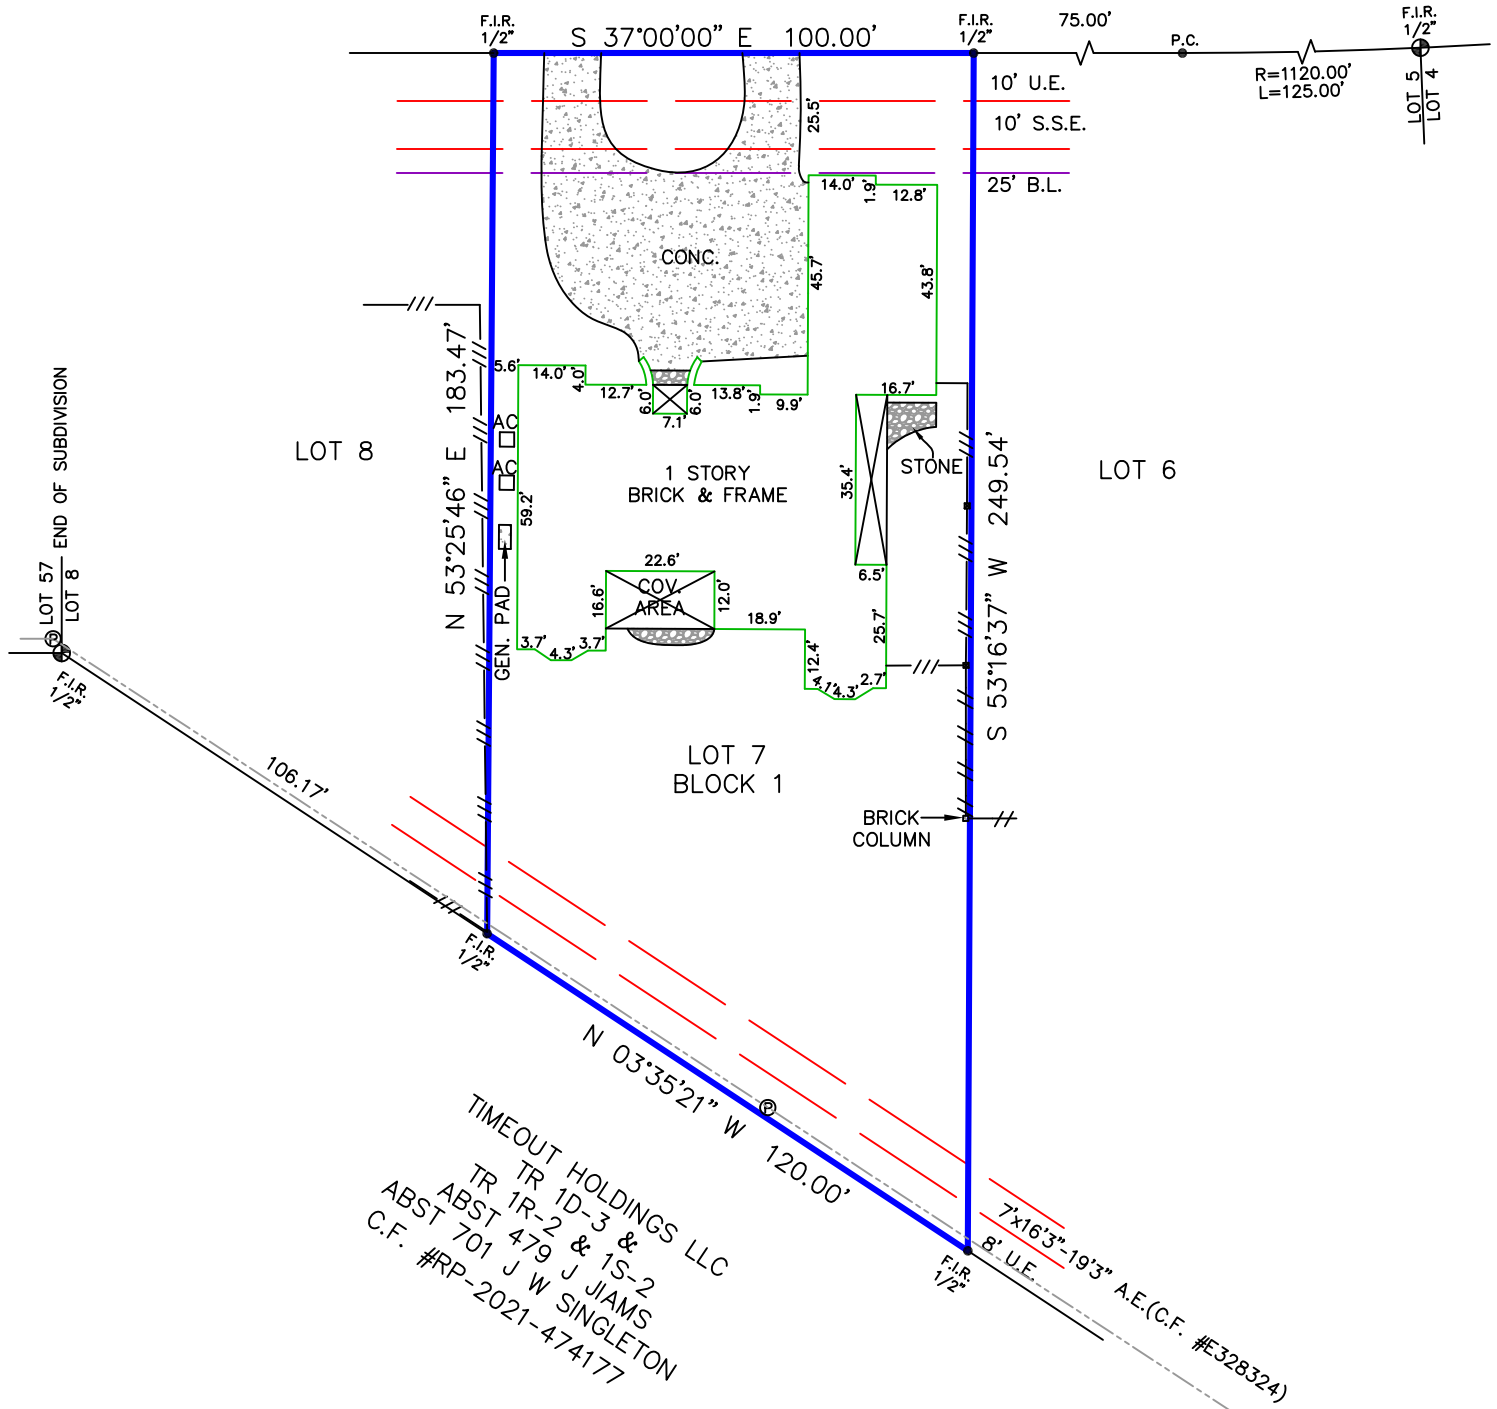 F.I.R.
1/2"
S 37°00'00" E 100.00'
F.I.R.
1/2"
75.00'
P.C.
R=1120.00'
L=125.00'
F.I.R.
1/2"
LOT 5
LOT 4
10' U.E.
10' S.S.E.
25' B.L.
25.5'
14.0'
1.9'
12.8'
CONC.
45.7'
43.8'
N 53°25'46" E 183.47'
5.6'
14.0'
4.0'
12.7'
6.0'
7.1'
6.0'
13.8'
1.9'
9.9'
16.7'
STONE
AC
AC
59.2'
GEN. PAD
LOT 8
1 STORY
BRICK & FRAME
35.4'
6.5'
25.7'
S 53°16'37" W 249.54'
LOT 6
LOT 57
LOT 8
END OF SUBDIVISION
F.I.R.
1/2"
P
106.17'
22.6'
COV.
AREA
16.6'
12.0'
18.9'
12.4'
3.7'
4.3'
3.7'
4.1'
4.3'
2.7'
LOT 7
BLOCK 1
BRICK
COLUMN
F.I.R.
1/2"
N 03°35'21" W 120.00'
P
TIMEOUT HOLDINGS LLC
TR 1D-3 &
TR 1R-2 & 1S-2
ABST 479 J JIAMS
ABST 701 J W SINGLETON
C.F. #RP-2021-474177
F.I.R.
1/2"
7'x16'3"-19'3" A.E.(C.F. #E328324)
8' U.E.